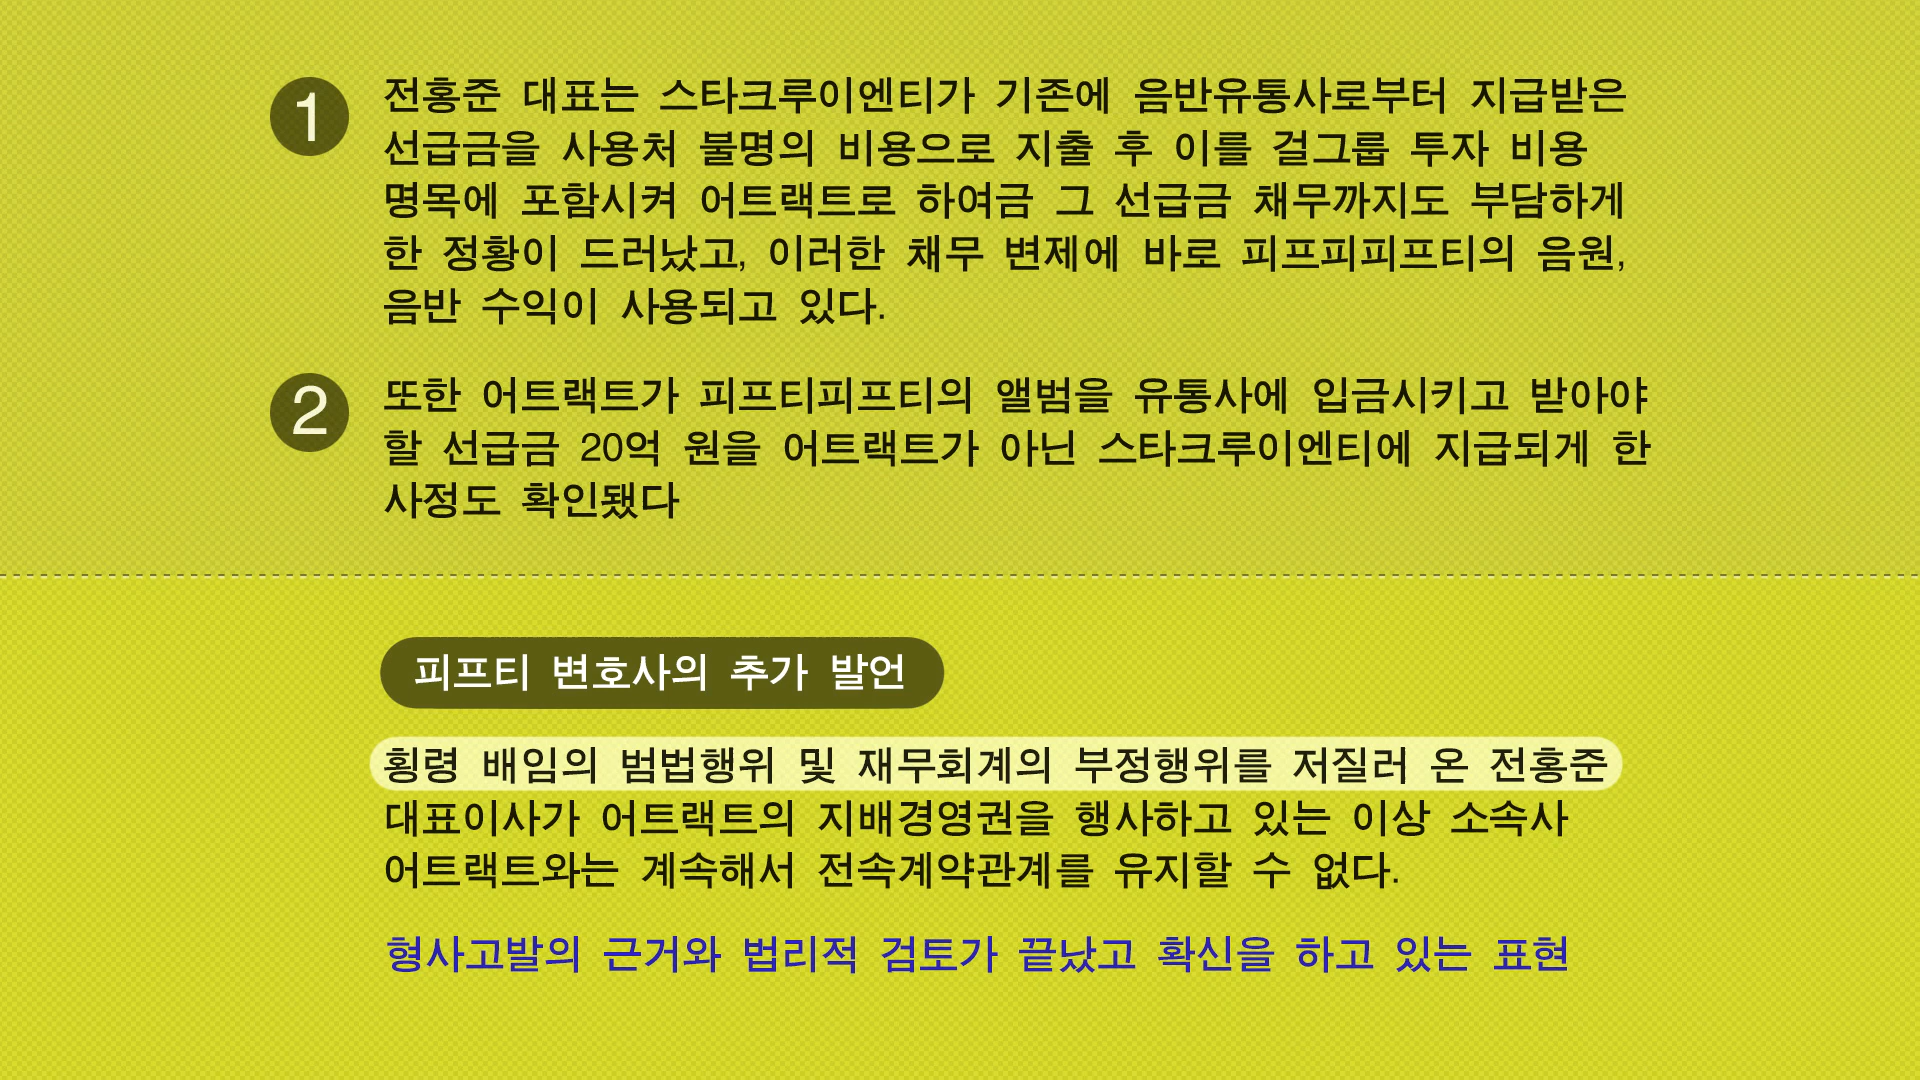 1
전홍준 대표는 스타크루이엔티가 기존에 음반유통사로부터 지급받은
선급금을 사용처 불명의 비용으로 지출 후 이를 걸그룹 투자 비용
명목에 포함시켜 어트랙트로 하여금 그 선급금 채무까지도 부담하게
한 정황이 드러났고, 이러한 채무 변제에 바로 피프피피프티의 음원,
음반 수익이 사용되고 있다.
2
또한 어트랙트가 피프티피프티의 앨범을 유통사에 입금시키고 받아야
할 선급금 20억 원을 어트랙트가 아닌 스타크루이엔티에 지급되게 한
사정도 확인됐다
피프티 변호사의 추가 발언
횡령 배임의 범법행위 및 재무회계의 부정행위를 저질러 온 전홍준
대표이사가 어트랙트의 지배경영권을 행사하고 있는 이상 소속사
어트랙트와는 계속해서 전속계약관계를 유지할 수 없다.
형사고발의 근거와 법리적 검토가 끝났고 확신을 하고 있는 표현